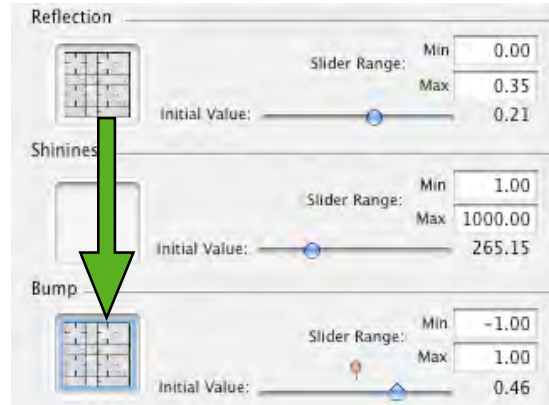 Reflection
Min 0.00
Slider Range:
Max 0.35
Initial Value: 0.21
Shinines
Min 1.00
Slider Range:
Max 1000.00
Initial Value: 265.15
Bump
Min -1.00
Slider Range:
Max 1.00
Initial Value: 0.46